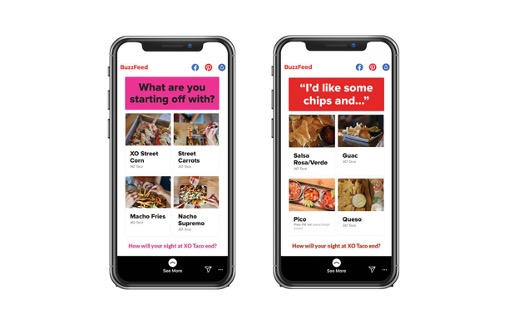 BuzzFeed
What are you
starting off with?
XO Street
Corn
XO Taco
Street
Carrots
XO Taco
Macho Fries
XO Taco
Nacho
Supremo
XO Taco
How will your night at XO Taco end?
See More
BuzzFeed
“I’d like some
chips and...”
Salsa
Rosa/Verde
XO Taco
Guac
XO Taco
Pico
Queso
XO Taco
How will your night at XO Taco end?
See More